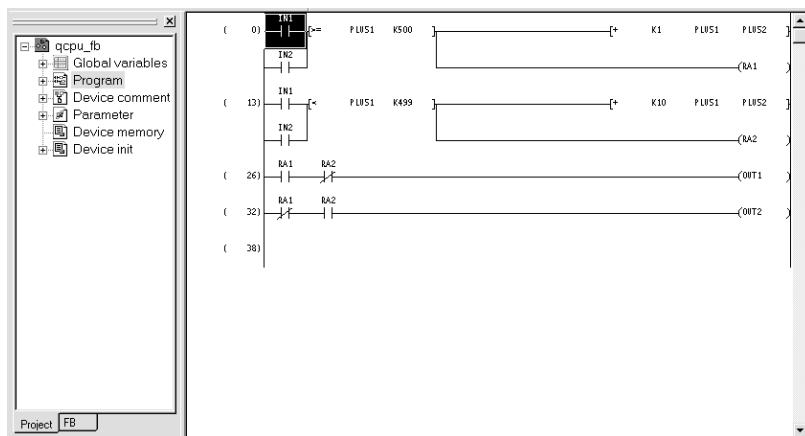 qcpu_fb
Global variables
Program
Device comment
Parameter
Device memory
Device init
Project FB
IN1
( 0) [>= PLUS1 K500 ] [+ K1 PLUS1 PLUS2 ]
IN2
(RA1 )
IN1
( 13) [< PLUS1 K499 ] [+ K10 PLUS1 PLUS2 ]
IN2
(RA2 )
RA1 RA2
( 26) (OUT1 )
RA1 RA2
( 32) (OUT2 )
( 38)